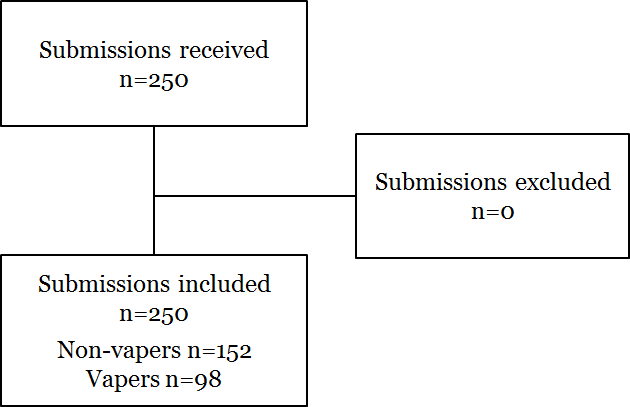 Submissions received
n=250
Submissions excluded
n=0
Submissions included
n=250
Non-vapers n=152
Vapers n=98